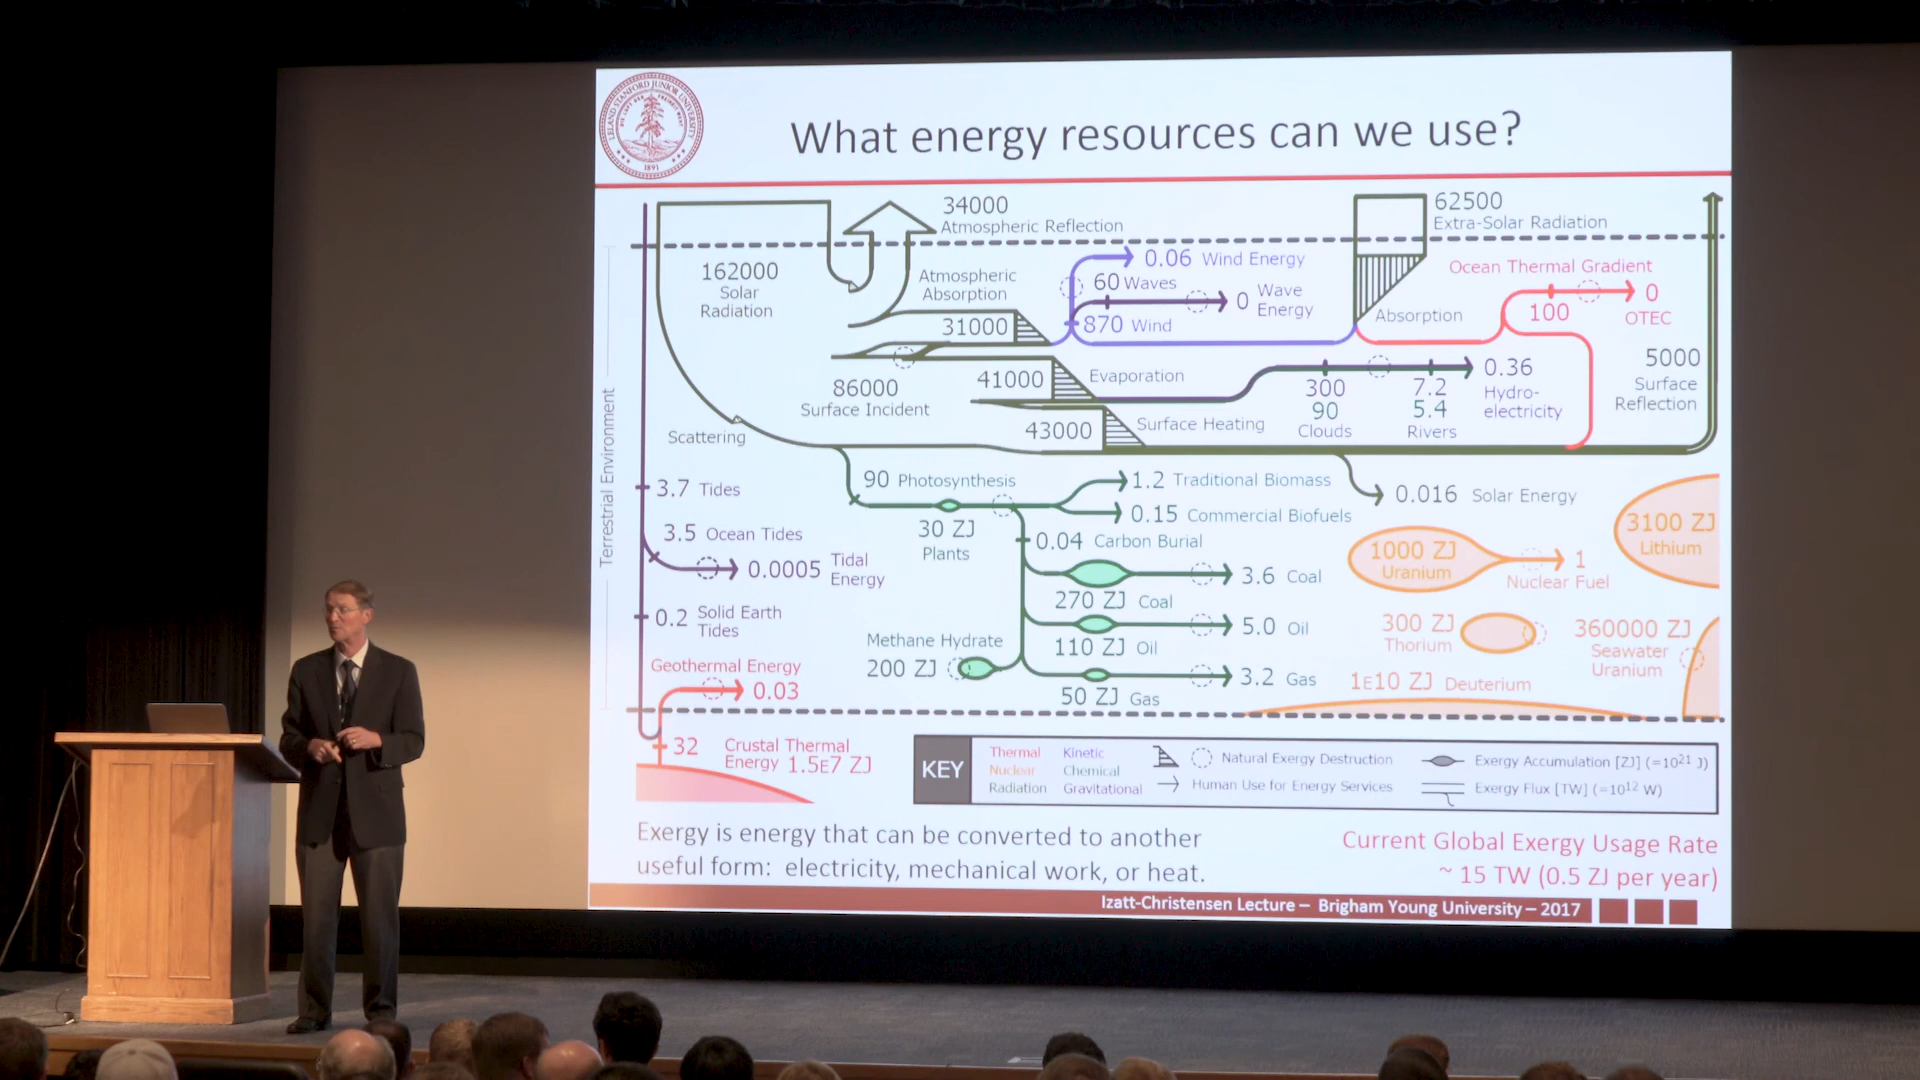 LELAND STANFORD JUNIOR UNIVERSITY
1891
What energy resources can we use?
34000
Atmospheric Reflection
62500
Extra-Solar Radiation
162000
Solar
Radiation
Atmospheric
Absorption
31000
0.06 Wind Energy
60 Waves
0 Wave
Energy
870 Wind
Ocean Thermal Gradient
Absorption
100
0
OTEC
86000
Surface Incident
41000
Evaporation
43000
Surface Heating
300
90
Clouds
7.2
5.4
Rivers
0.36
Hydro-
electricity
5000
Surface
Reflection
Scattering
Terrestrial Environment
3.7 Tides
3.5 Ocean Tides
0.0005 Tidal
Energy
0.2 Solid Earth
Tides
Geothermal Energy
0.03
90 Photosynthesis
30 ZJ
Plants
1.2 Traditional Biomass
0.15 Commercial Biofuels
0.04 Carbon Burial
3.6 Coal
270 ZJ Coal
5.0 Oil
110 ZJ Oil
Methane Hydrate
200 ZJ
3.2 Gas
50 ZJ Gas
0.016 Solar Energy
3100 ZJ
Lithium
1000 ZJ
Uranium
1
Nuclear Fuel
300 ZJ
Thorium
360000 ZJ
Seawater
Uranium
1E10 ZJ Deuterium
32 Crustal Thermal
Energy 1.5E7 ZJ
KEY
Thermal Kinetic
Nuclear Chemical
Radiation Gravitational
Natural Exergy Destruction
Human Use for Energy Services
Exergy Accumulation [ZJ] (=10²¹ J)
Exergy Flux [TW] (=10¹² W)
Exergy is energy that can be converted to another
useful form: electricity, mechanical work, or heat.
Current Global Exergy Usage Rate
~ 15 TW (0.5 ZJ per year)
Izatt-Christensen Lecture – Brigham Young University – 2017